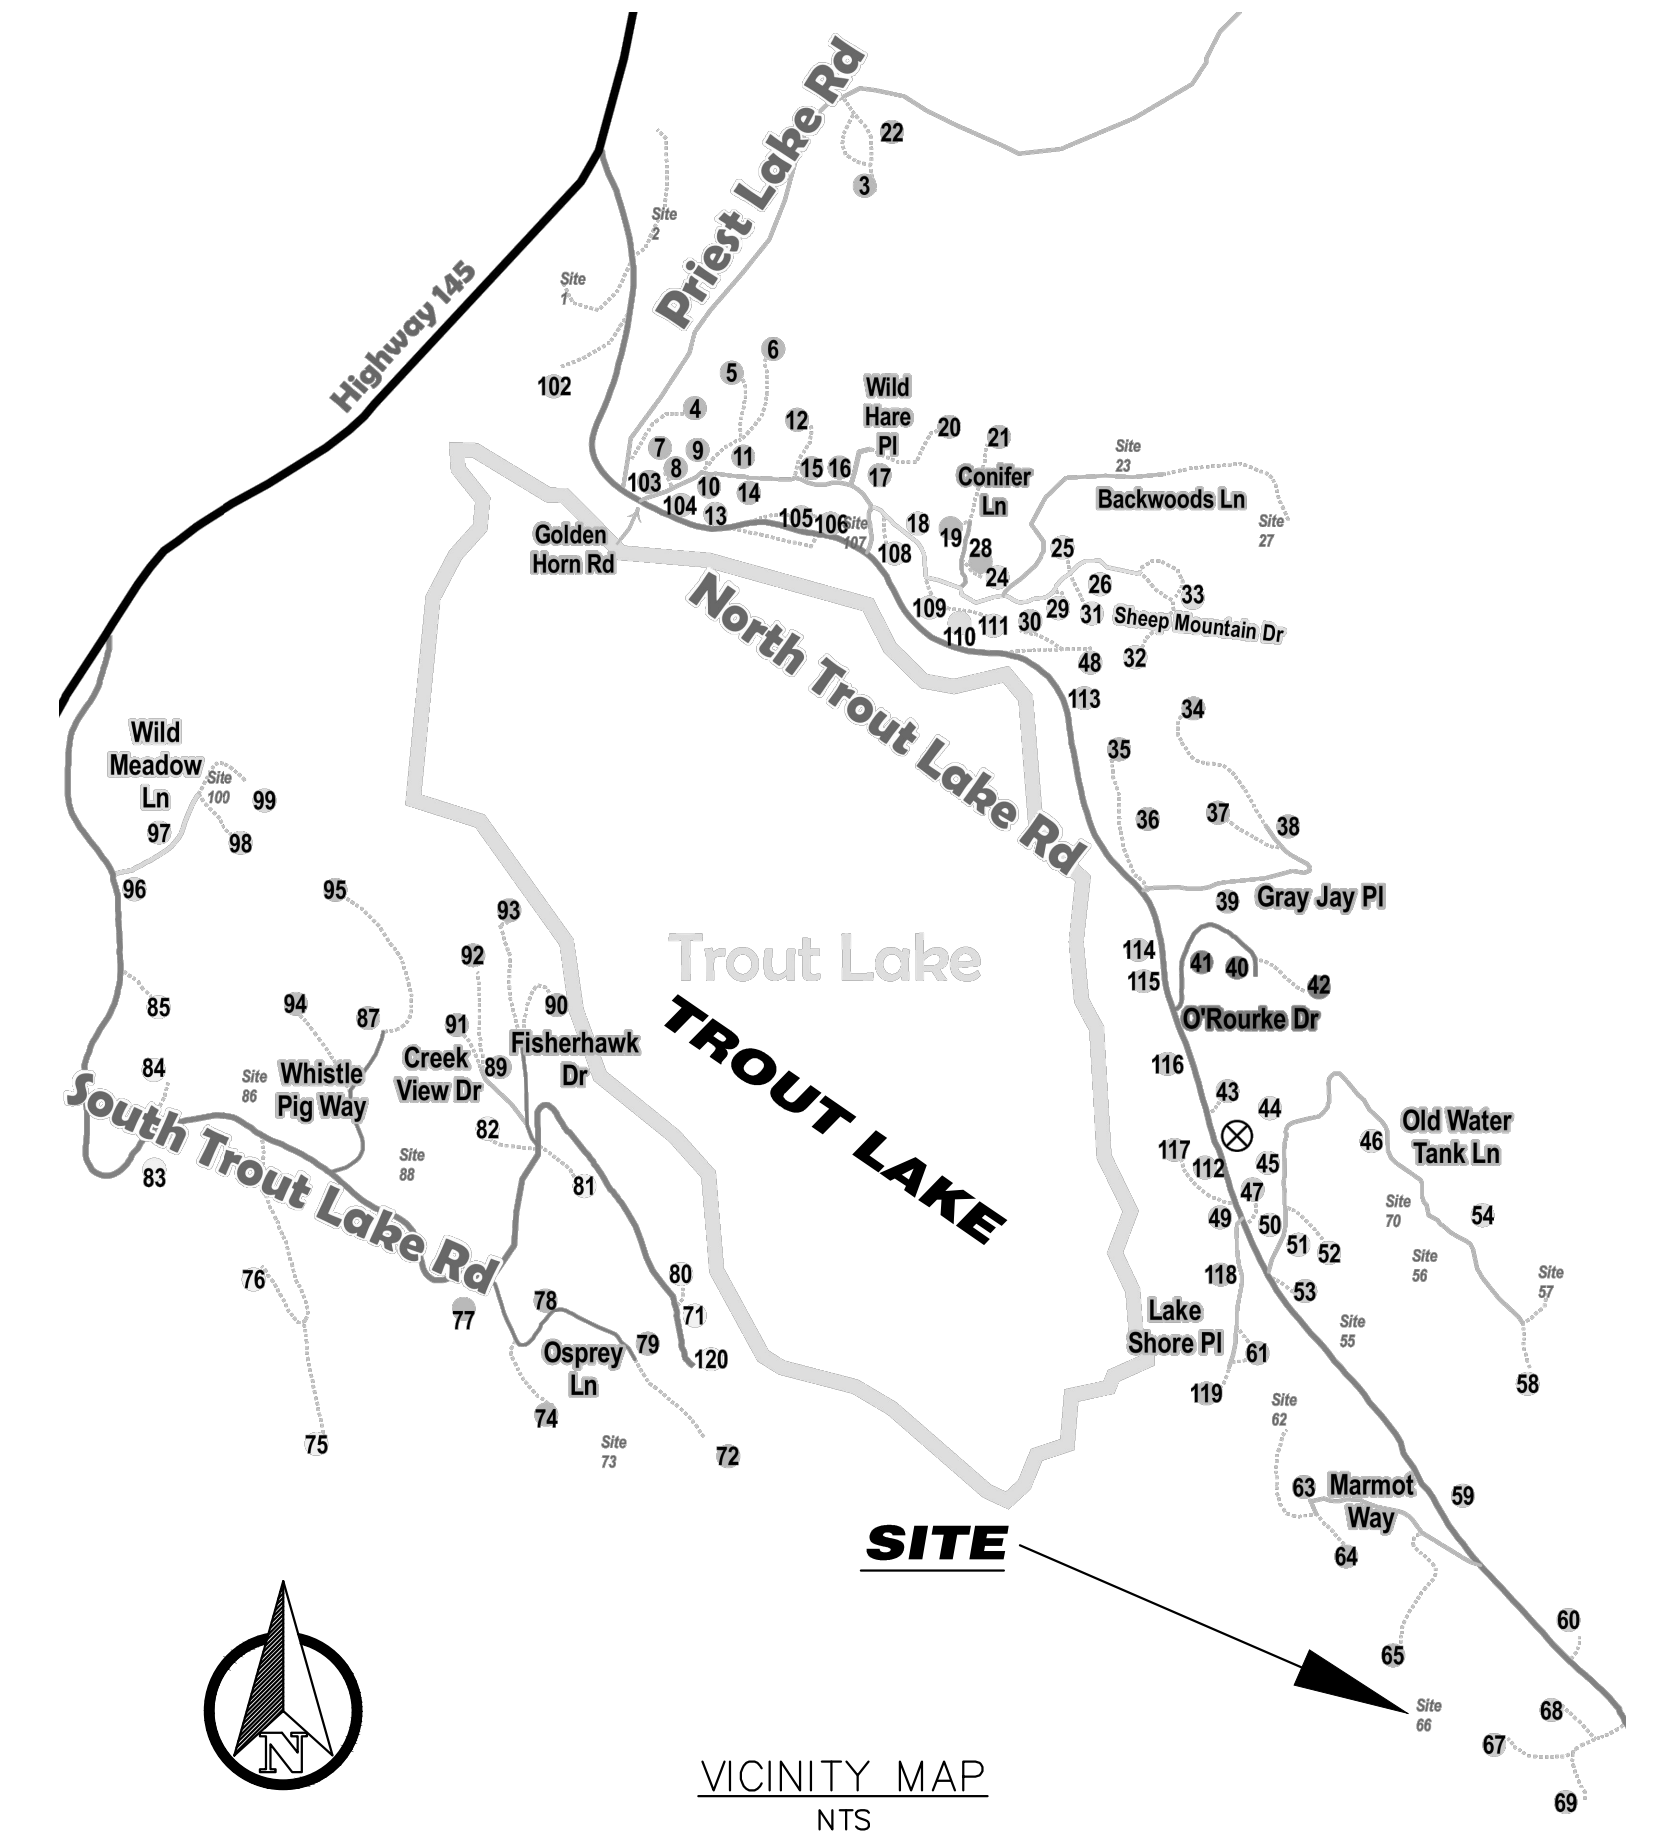 Priest Lake Rd
22
3
Site
2
Site
1
Highway 145
102
6
5
4
12
Wild
Hare
Pl
20
21
7
9
11
8
15
16
17
Conifer
Ln
Site
23
Backwoods Ln
103
10
14
104
13
105
106
Site
107
18
19
Site
27
Golden
Horn Rd
108
28
25
24
26
33
109
29
31
Sheep Mountain Dr
110
111
30
48
32
North Trout Lake Rd
113
34
35
Wild
Meadow
Ln
Site
100
99
97
98
36
37
38
96
95
39
Gray Jay Pl
93
92
Trout Lake
114
41
40
115
42
85
94
87
90
91
O'Rourke Dr
TROUT LAKE
Fisherhawk
Dr
Creek
View Dr
89
84
Site
86
Whistle
Pig Way
116
43
44
Old Water
Tank Ln
South Trout Lake Rd
82
46
83
Site
88
81
117
112
45
47
Site
70
54
49
50
51
52
76
80
118
53
Site
56
Site
57
77
78
71
Lake
Shore Pl
Site
55
79
Osprey
Ln
120
61
119
58
74
Site
62
75
Site
73
72
63
Marmot
Way
59
SITE
64
60
65
Site
66
68
67
69
N
VICINITY MAP
NTS